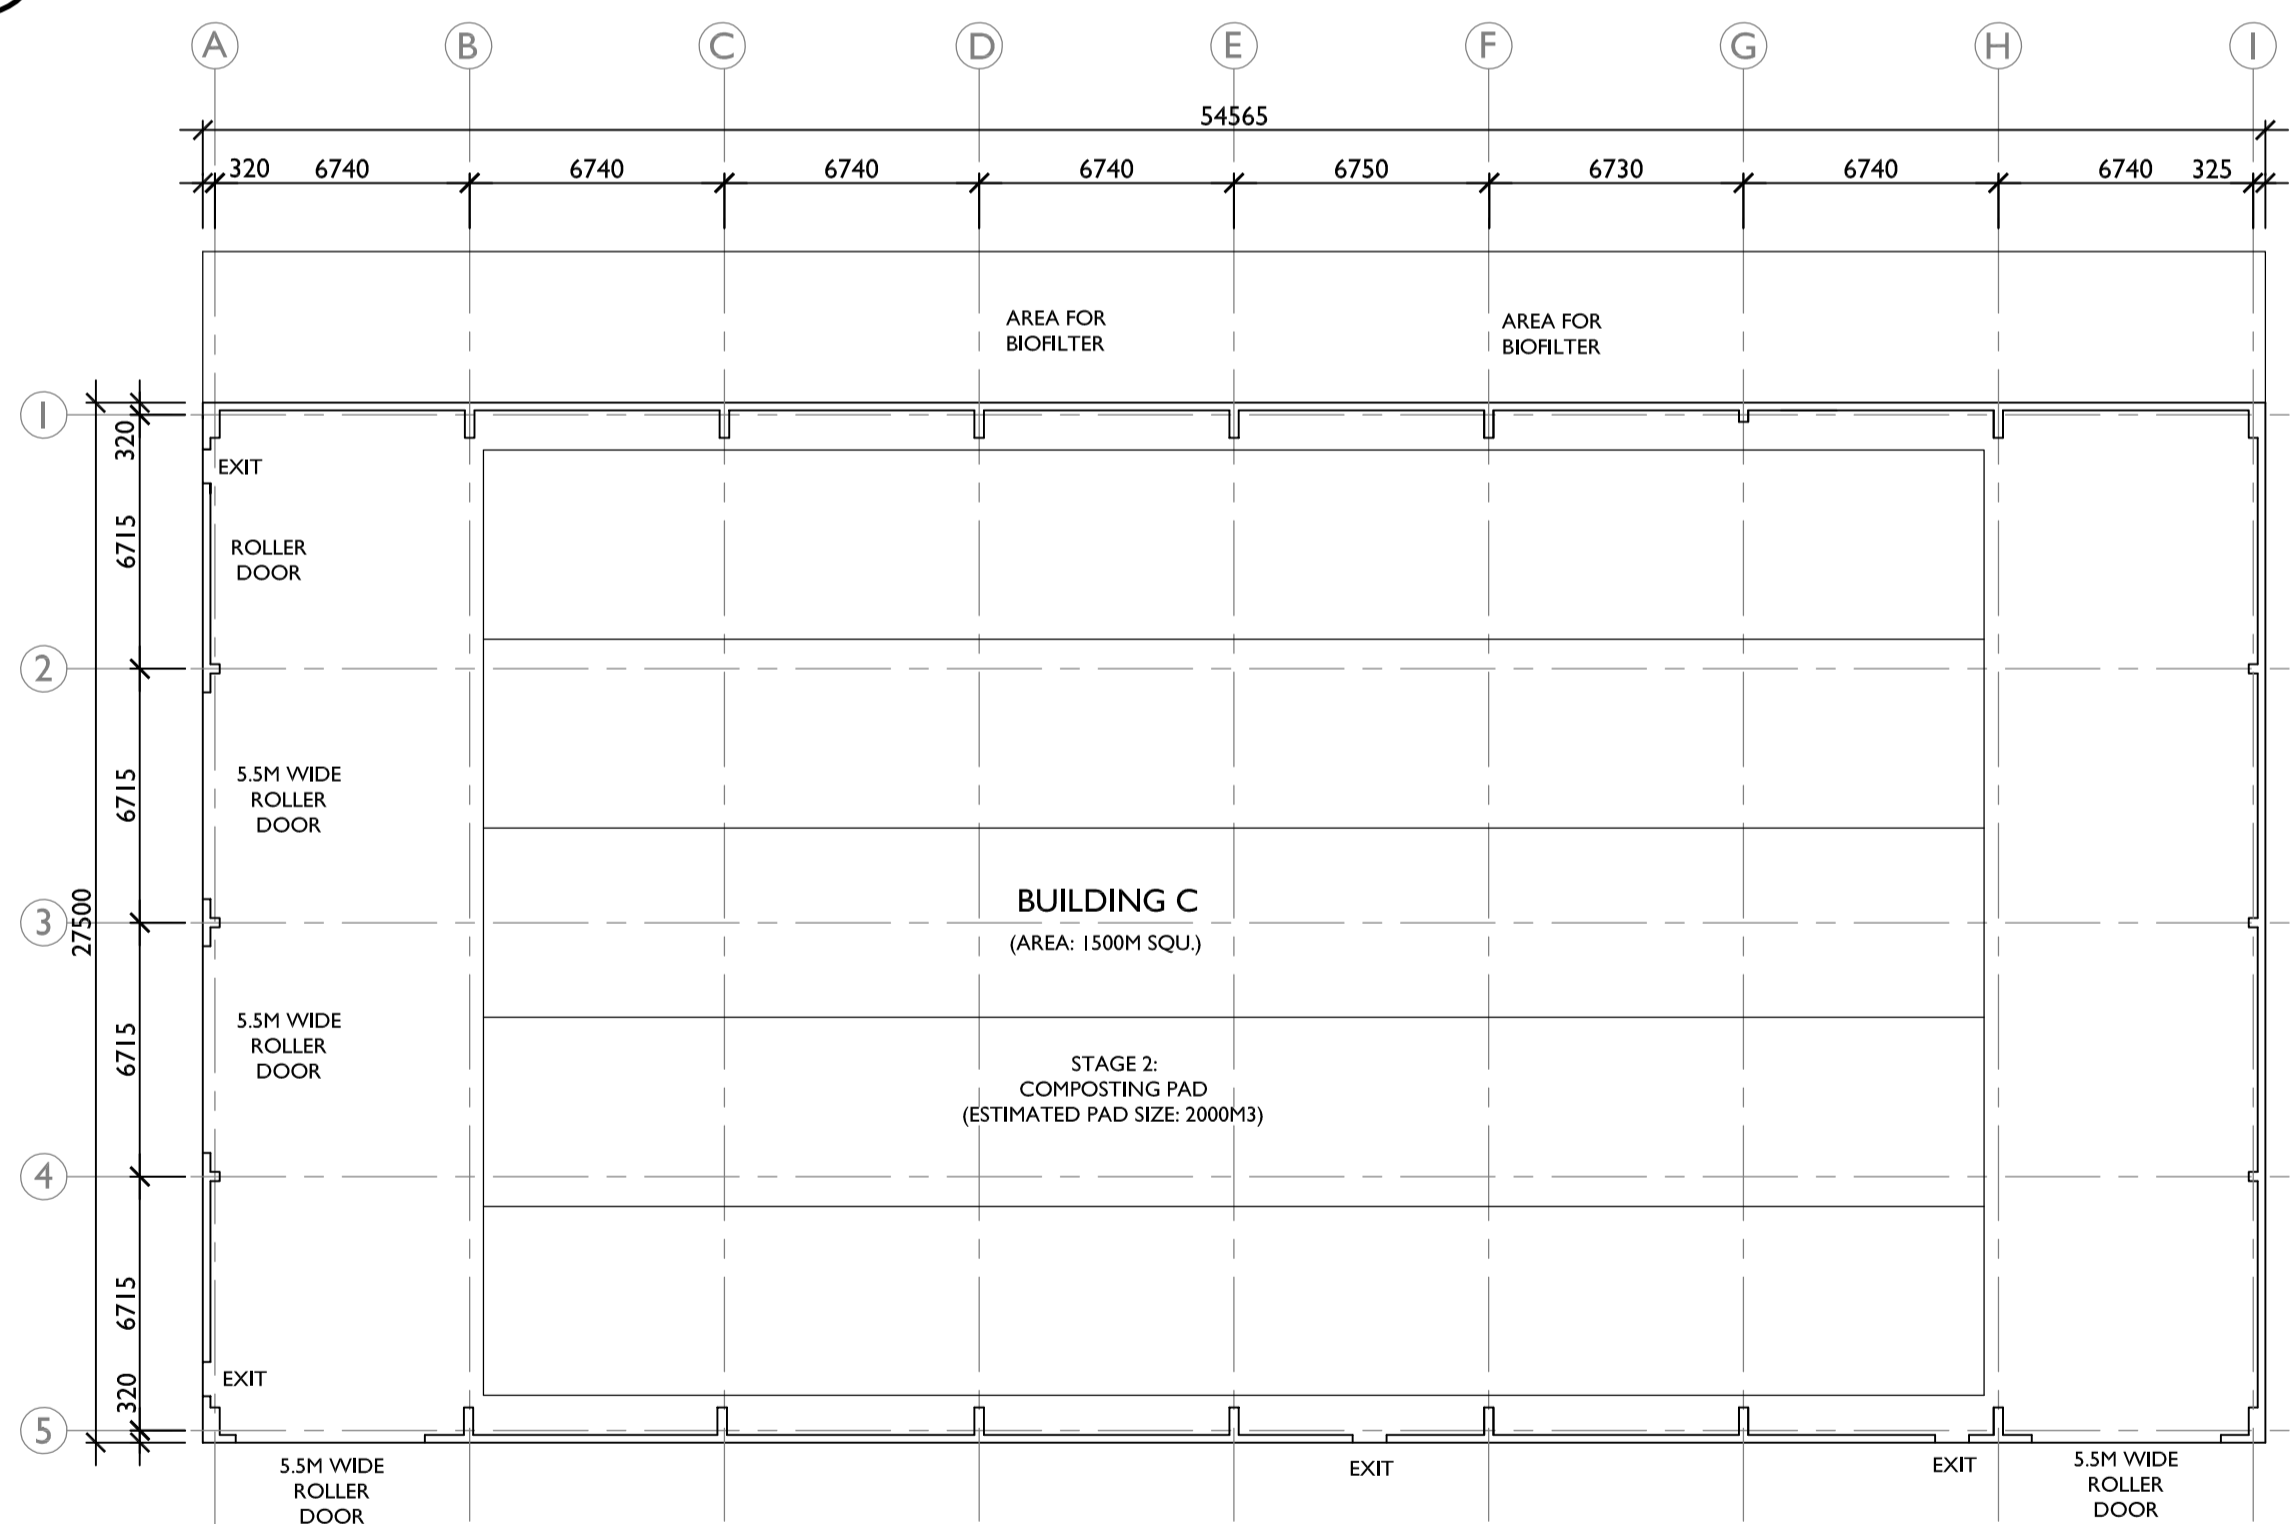 A B C D E F G H I
54565
320 6740 6740 6740 6740 6750 6730 6740 6740 325
AREA FOR
BIOFILTER
AREA FOR
BIOFILTER
1
320
EXIT
6715
ROLLER
DOOR
2
6715
5.5M WIDE
ROLLER
DOOR
3
27500
BUILDING C
(AREA: 1500M SQU.)
6715
5.5M WIDE
ROLLER
DOOR
STAGE 2:
COMPOSTING PAD
(ESTIMATED PAD SIZE: 2000M3)
4
6715
320
EXIT
5
5.5M WIDE
ROLLER
DOOR
EXIT
EXIT
5.5M WIDE
ROLLER
DOOR